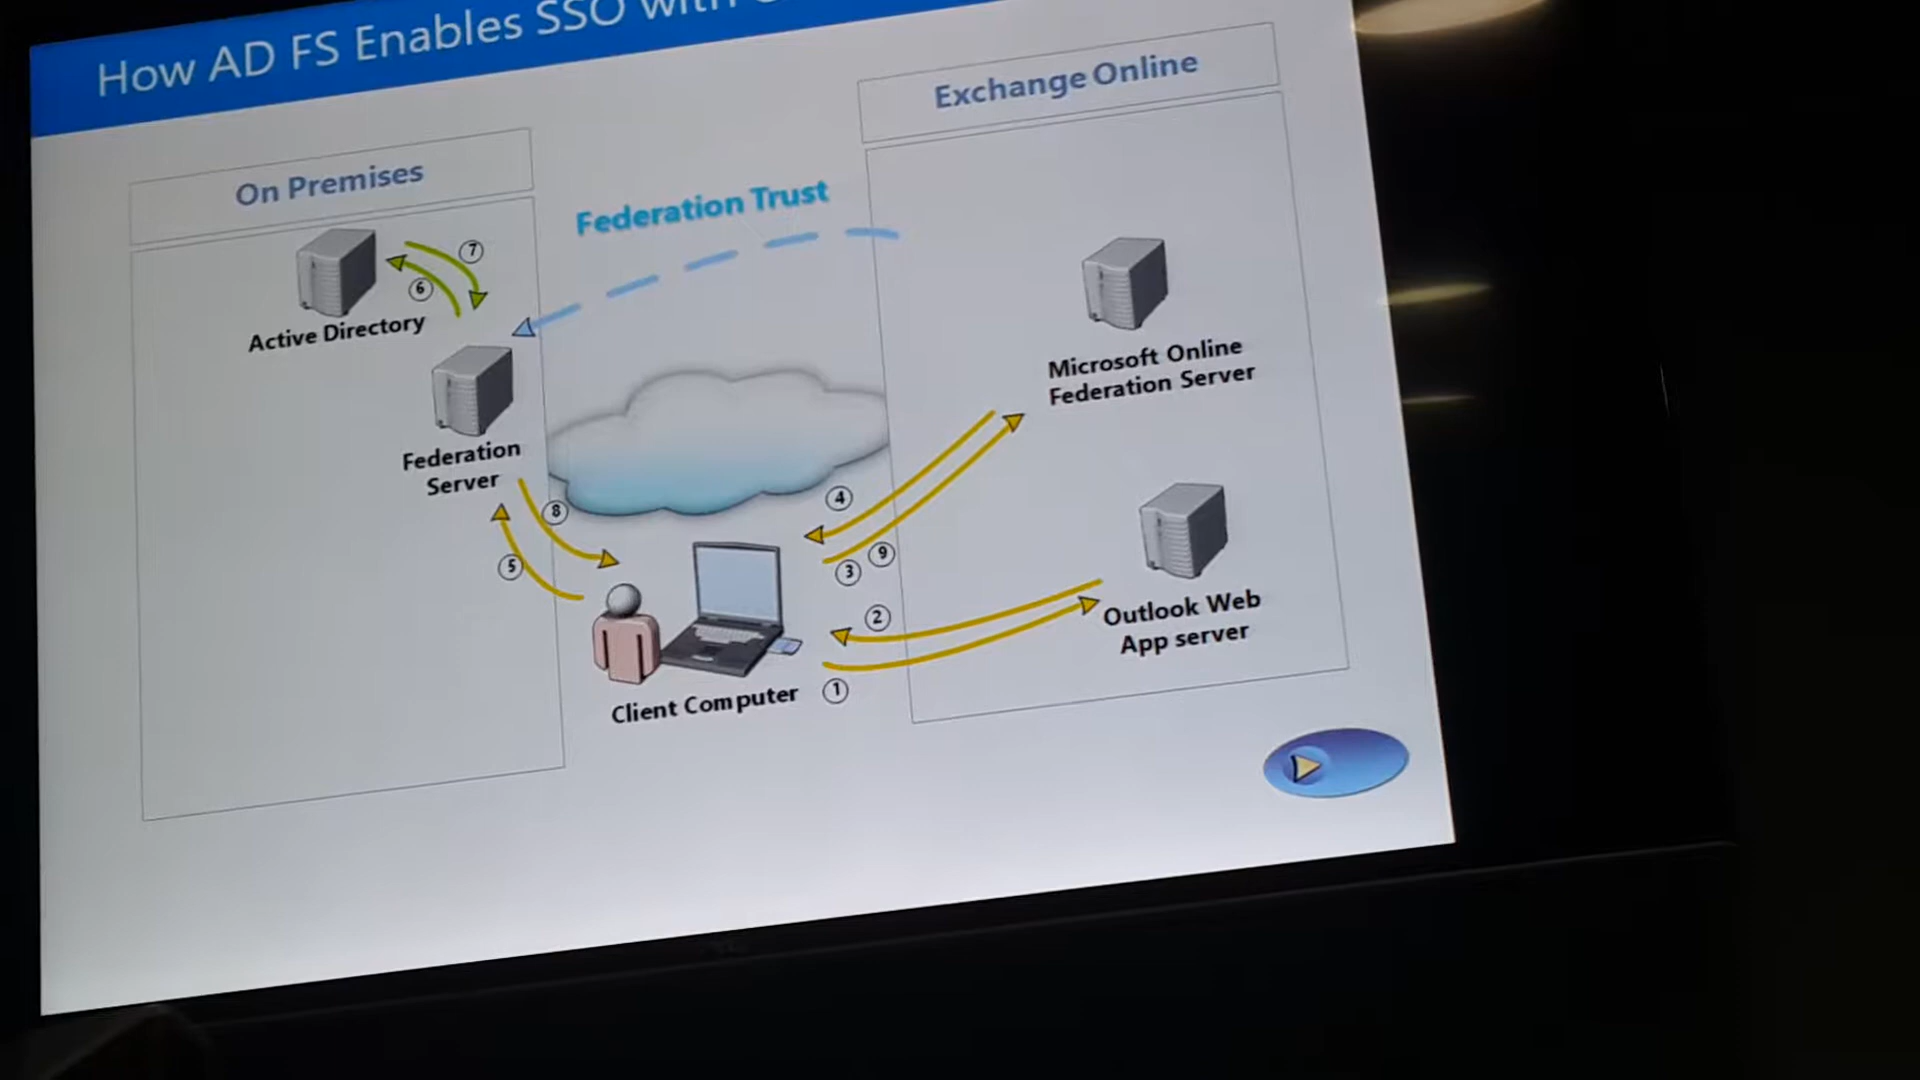 How AD FS Enables SSO with
On Premises
Exchange Online
Federation Trust
7
6
Active Directory
Microsoft Online
Federation Server
Federation
Server
8
5
4
3
9
2
1
Outlook Web
App server
Client Computer